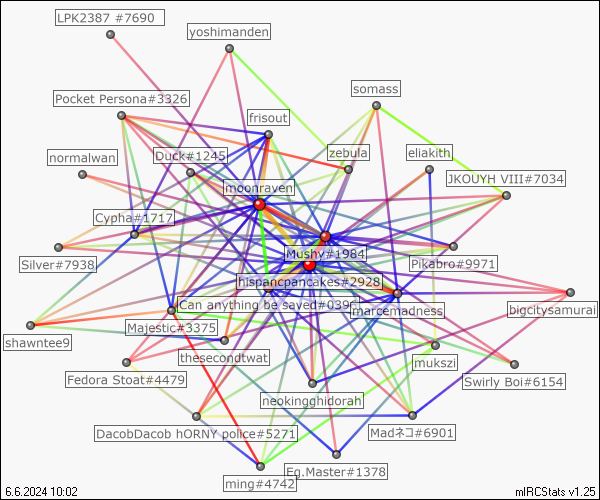 LPK2387 #7690
yoshimanden
somass
Pocket Persona#3326
frisout
zebula
eliakith
Duck#1245
normalwan
moonraven
JKOUYH VIII#7034
Cypha#1717
Mushy#1984
Silver#7938
Pikabro#9971
hispancpancakes#2928
Can anything be saved#0396
marcemadness
bigcitysamurai
Majestic#3375
shawntee9
thesecondtwat
mukszi
Fedora Stoat#4479
Swirly Boi#6154
neokingghidorah
DacobDacob hORNY police#5271
Madネコ#6901
Eg.Master#1378
ming#4742
6.6.2024 10:02
mIRCStats v1.25